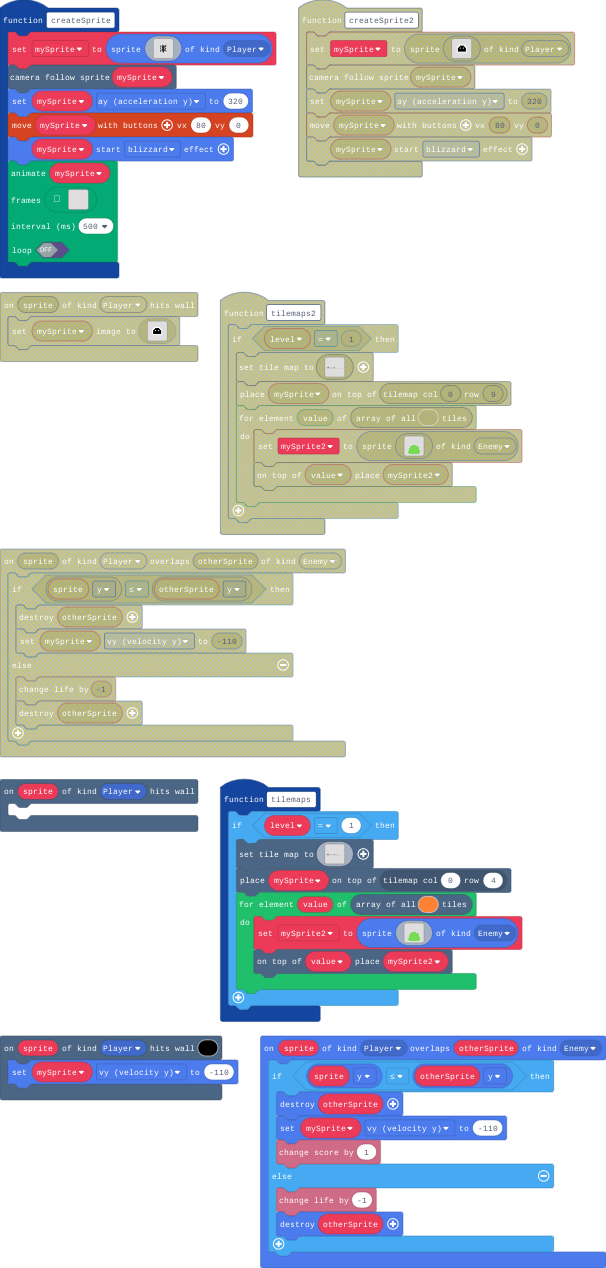 function createSprite
set mySprite to sprite of kind Player
camera follow sprite mySprite
set mySprite ay (acceleration y) to 320
move mySprite with buttons vx 80 vy 0
mySprite start blizzard effect
animate mySprite
frames
interval (ms) 500
loop OFF
function createSprite2
set mySprite to sprite of kind Player
camera follow sprite mySprite
set mySprite ay (acceleration y) to 320
move mySprite with buttons vx 80 vy 0
mySprite start blizzard effect
on sprite of kind Player hits wall
set mySprite image to
function tilemaps2
if level = 1 then
set tile map to
place mySprite on top of tilemap col 0 row 9
for element value of array of all tiles
do
set mySprite2 to sprite of kind Enemy
on top of value place mySprite2
on sprite of kind Player overlaps otherSprite of kind Enemy
if sprite y ≤ otherSprite y then
destroy otherSprite
set mySprite vy (velocity y) to -110
else
change life by -1
destroy otherSprite
on sprite of kind Player hits wall
function tilemaps
if level = 1 then
set tile map to
place mySprite on top of tilemap col 0 row 4
for element value of array of all tiles
do
set mySprite2 to sprite of kind Enemy
on top of value place mySprite2
on sprite of kind Player hits wall
set mySprite vy (velocity y) to -110
on sprite of kind Player overlaps otherSprite of kind Enemy
if sprite y ≤ otherSprite y then
destroy otherSprite
set mySprite vy (velocity y) to -110
change score by 1
else
change life by -1
destroy otherSprite